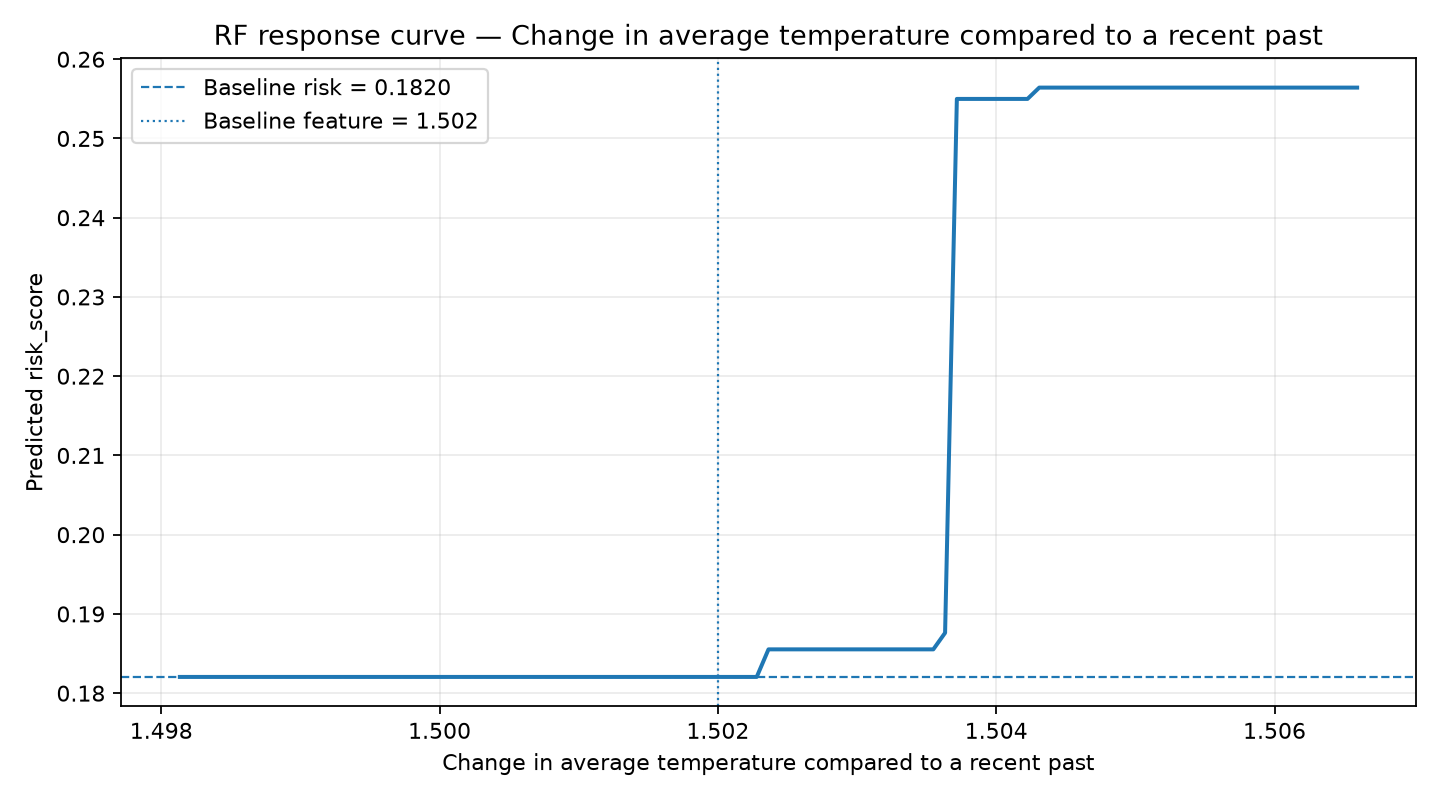 RF response curve — Change in average temperature compared to a recent past
Baseline risk = 0.1820
Baseline feature = 1.502
Predicted risk_score
0.26
0.25
0.24
0.23
0.22
0.21
0.20
0.19
0.18
1.498
1.500
1.502
1.504
1.506
Change in average temperature compared to a recent past